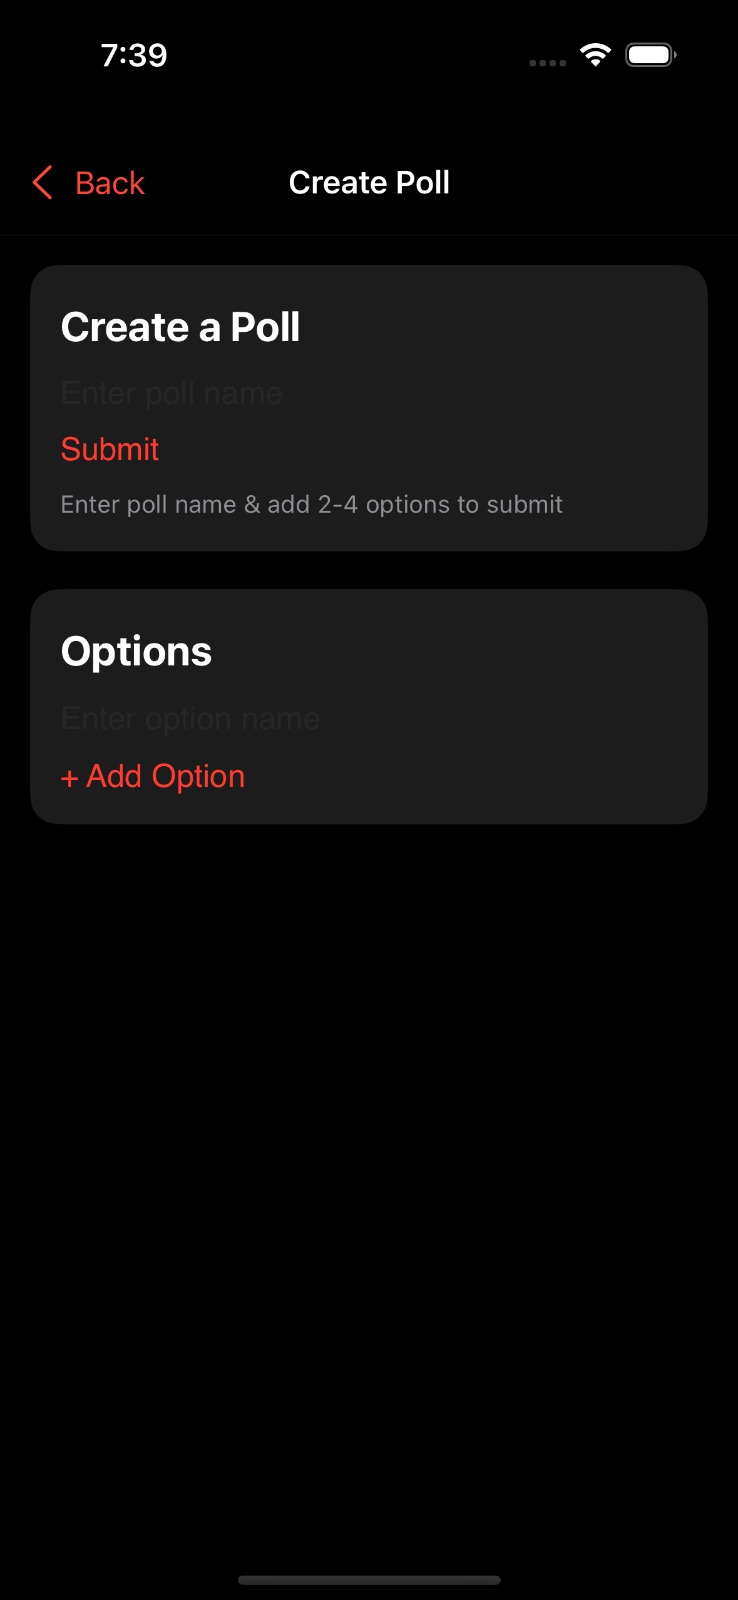 7:39
Back
Create Poll
Create a Poll
Enter poll name
Submit
Enter poll name & add 2-4 options to submit
Options
Enter option name
+ Add Option